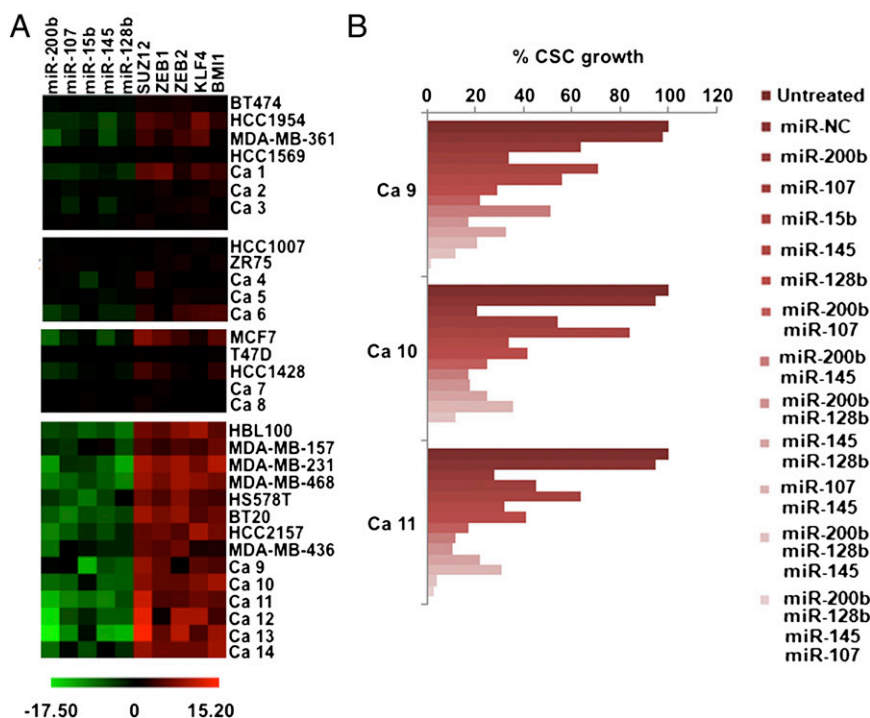 A
miR-200b
miR-107
miR-15b
miR-145
miR-128b
SUZ12
ZEB1
ZEB2
KLF4
BMI1
BT474
HCC1954
MDA-MB-361
HCC1569
Ca 1
Ca 2
Ca 3
HCC1007
ZR75
Ca 4
Ca 5
Ca 6
MCF7
T47D
HCC1428
Ca 7
Ca 8
HBL100
MDA-MB-157
MDA-MB-231
MDA-MB-468
HS578T
BT20
HCC2157
MDA-MB-436
Ca 9
Ca 10
Ca 11
Ca 12
Ca 13
Ca 14
-17.50 0 15.20
B
% CSC growth
0 20 40 60 80 100 120
Ca 9
Ca 10
Ca 11
Untreated
miR-NC
miR-200b
miR-107
miR-15b
miR-145
miR-128b
miR-200b
miR-107
miR-200b
miR-145
miR-200b
miR-128b
miR-145
miR-128b
miR-107
miR-145
miR-200b
miR-128b
miR-145
miR-200b
miR-128b
miR-145
miR-107